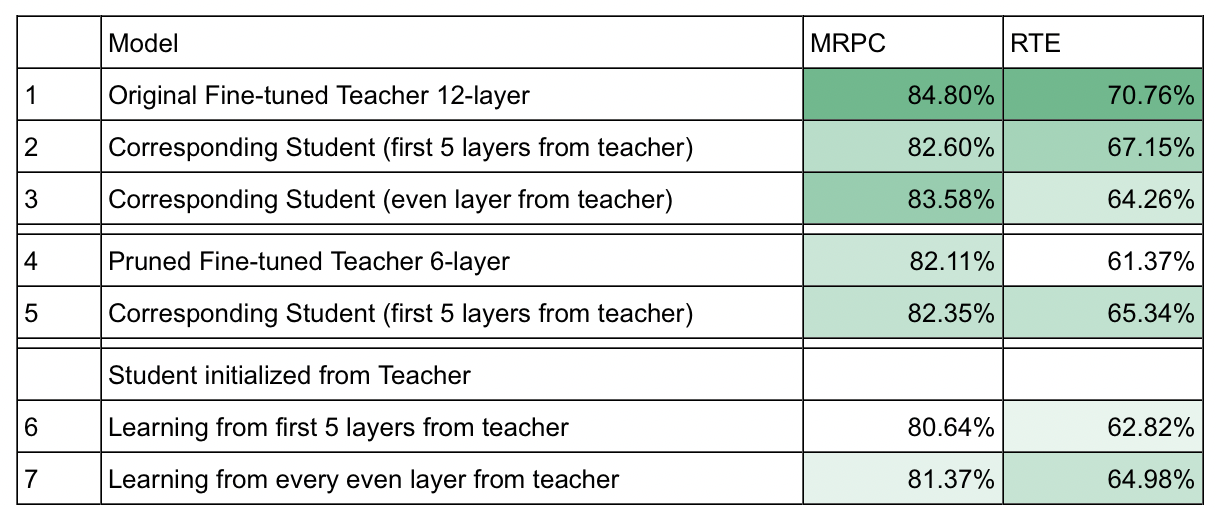 Model MRPC RTE
1 Original Fine-tuned Teacher 12-layer 84.80% 70.76%
2 Corresponding Student (first 5 layers from teacher) 82.60% 67.15%
3 Corresponding Student (even layer from teacher) 83.58% 64.26%
4 Pruned Fine-tuned Teacher 6-layer 82.11% 61.37%
5 Corresponding Student (first 5 layers from teacher) 82.35% 65.34%
Student initialized from Teacher
6 Learning from first 5 layers from teacher 80.64% 62.82%
7 Learning from every even layer from teacher 81.37% 64.98%